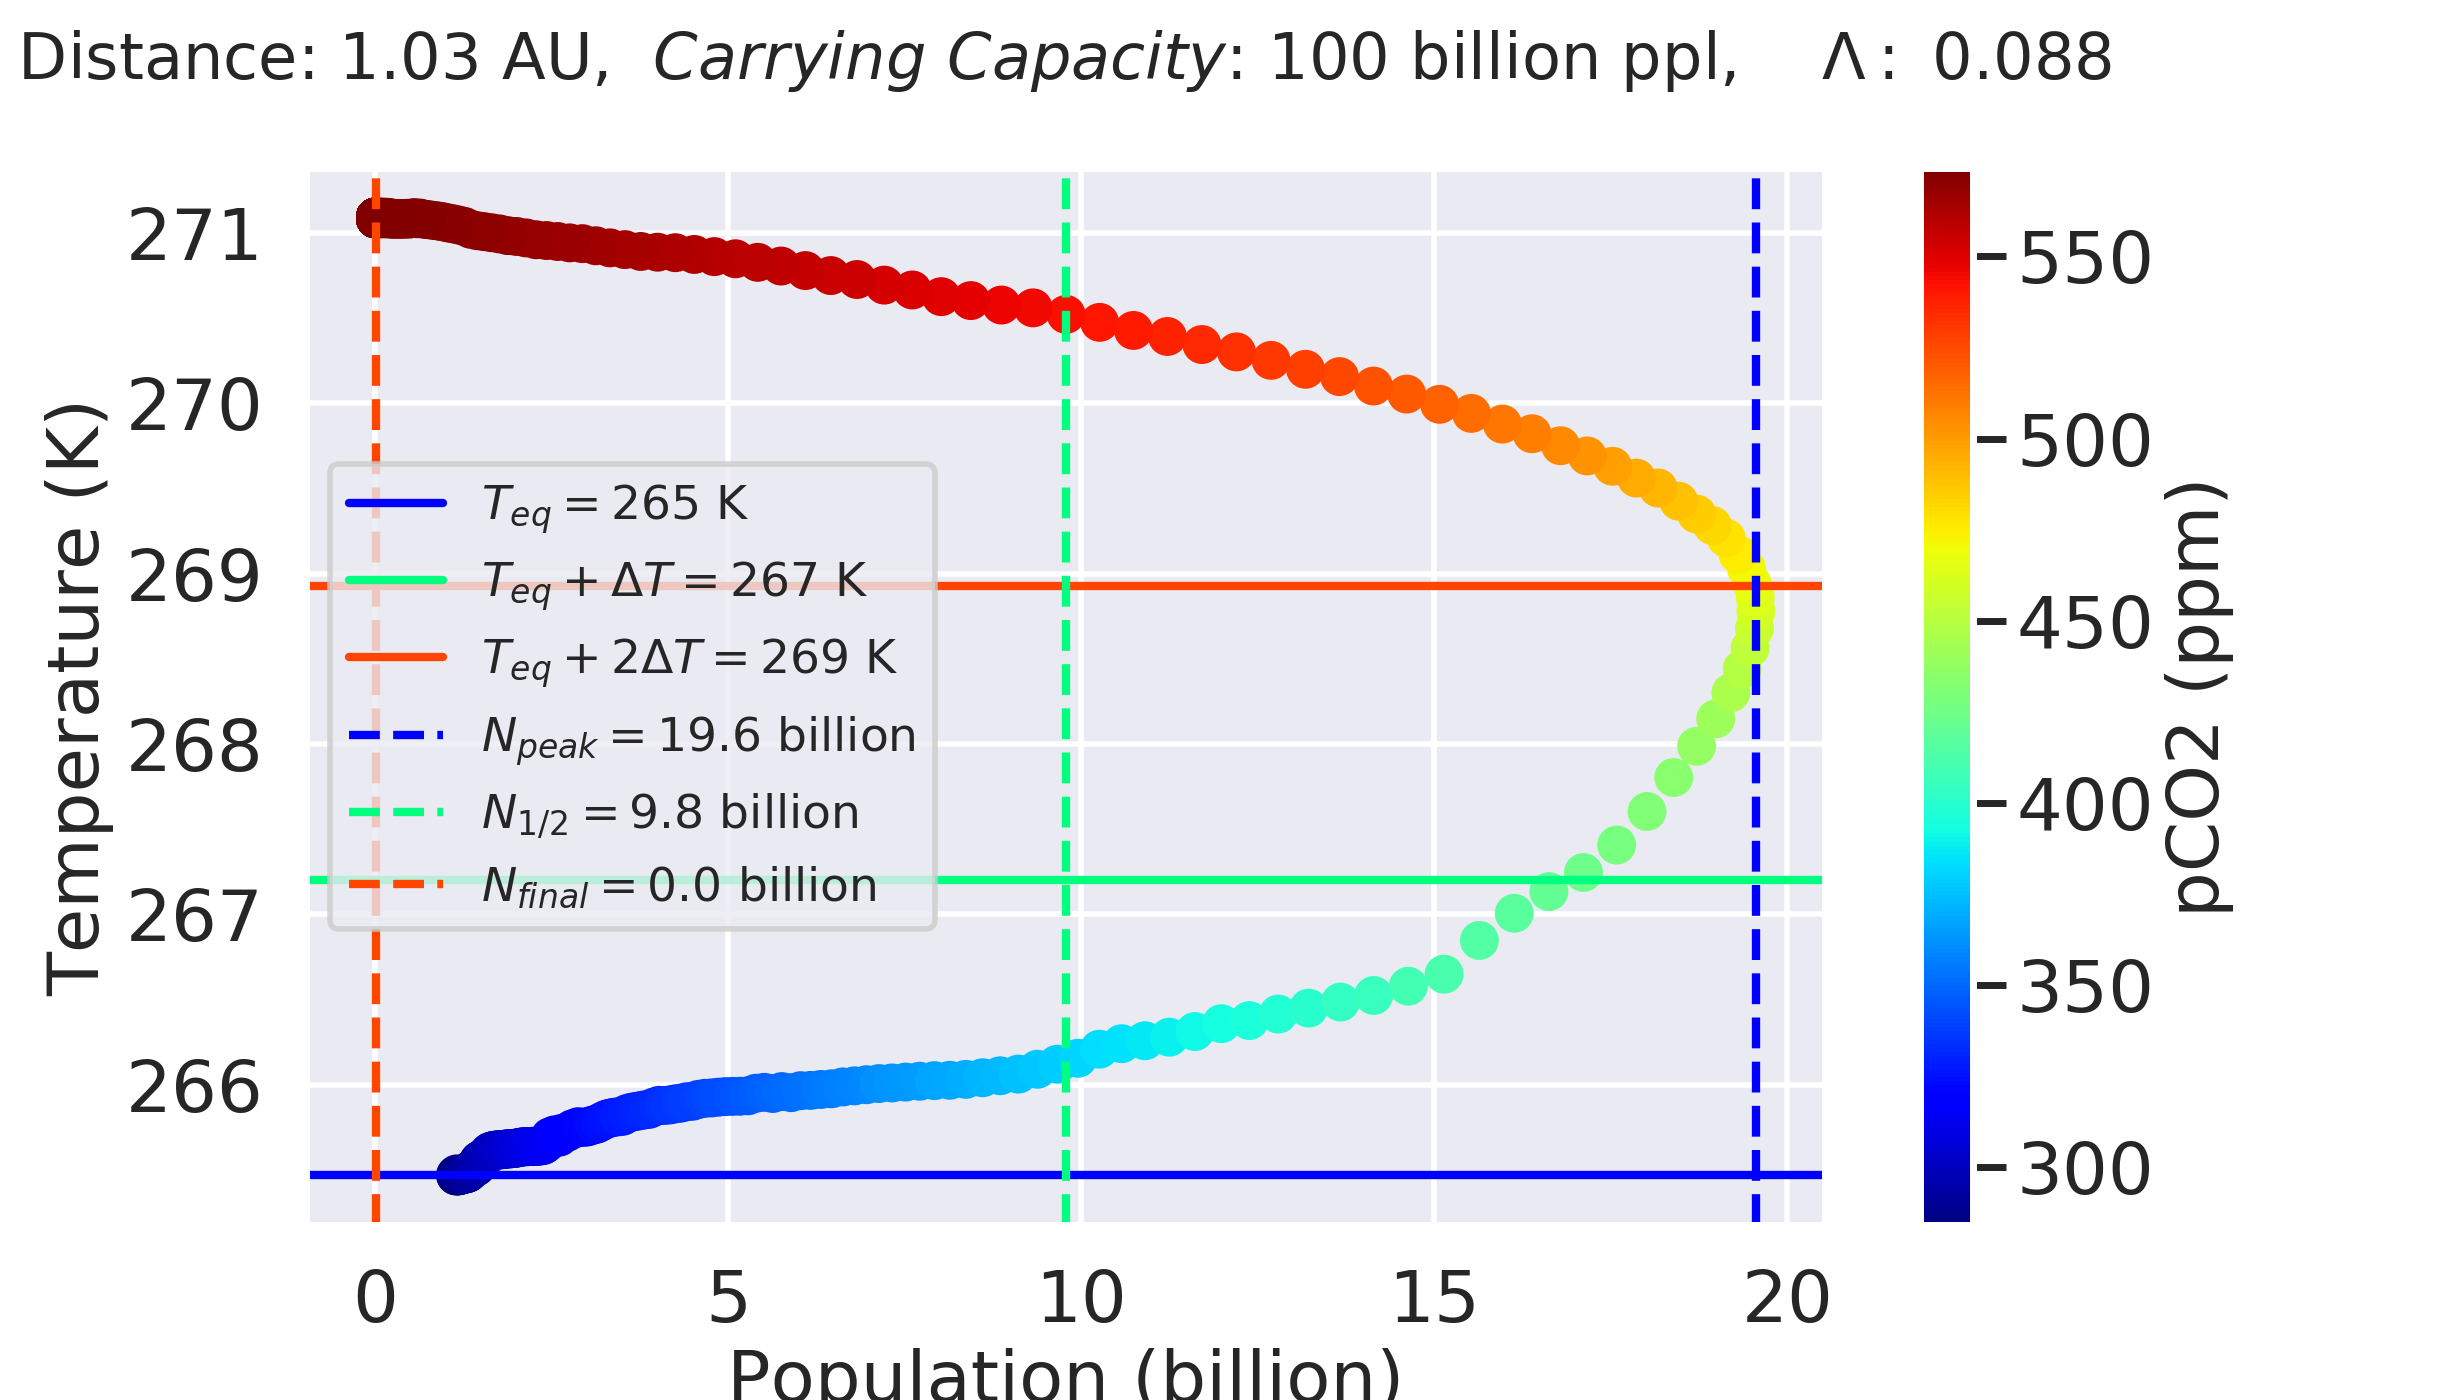 Distance: 1.03 AU, Carrying Capacity: 100 billion ppl, Λ: 0.088
Temperature (K)
271
270
269
268
267
266
T_eq = 265 K
T_eq + ΔT = 267 K
T_eq + 2ΔT = 269 K
N_peak = 19.6 billion
N_1/2 = 9.8 billion
N_final = 0.0 billion
0 5 10 15 20
Population (billion)
550
500
450
400
350
300
pCO2 (ppm)